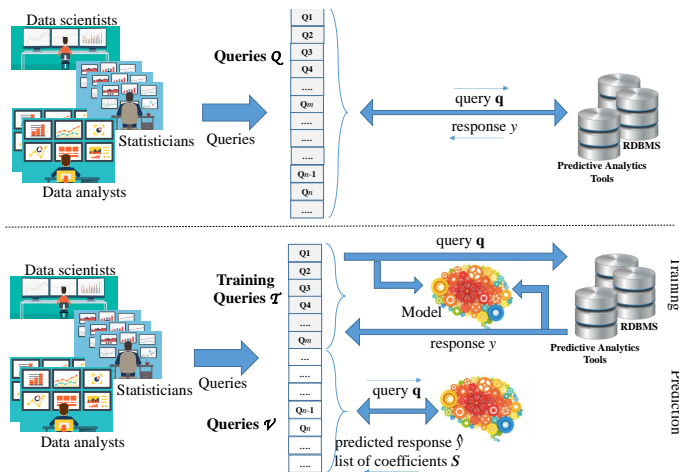 Data scientists
Statisticians
Data analysts
Queries
Queries Q
Q1
Q2
Q3
Q4
....
Qm
....
....
....
Qn-1
Qn
....
query q
response y
RDBMS
Predictive Analytics
Tools
Data scientists
Statisticians
Data analysts
Queries
Training
Queries T
Q1
Q2
Q3
Q4
....
Qm
...
....
....
Qn-1
Qn
....
....
Queries V
query q
Model
response y
RDBMS
Predictive Analytics
Tools
Training
query q
predicted response ŷ
list of coefficients S
Prediction